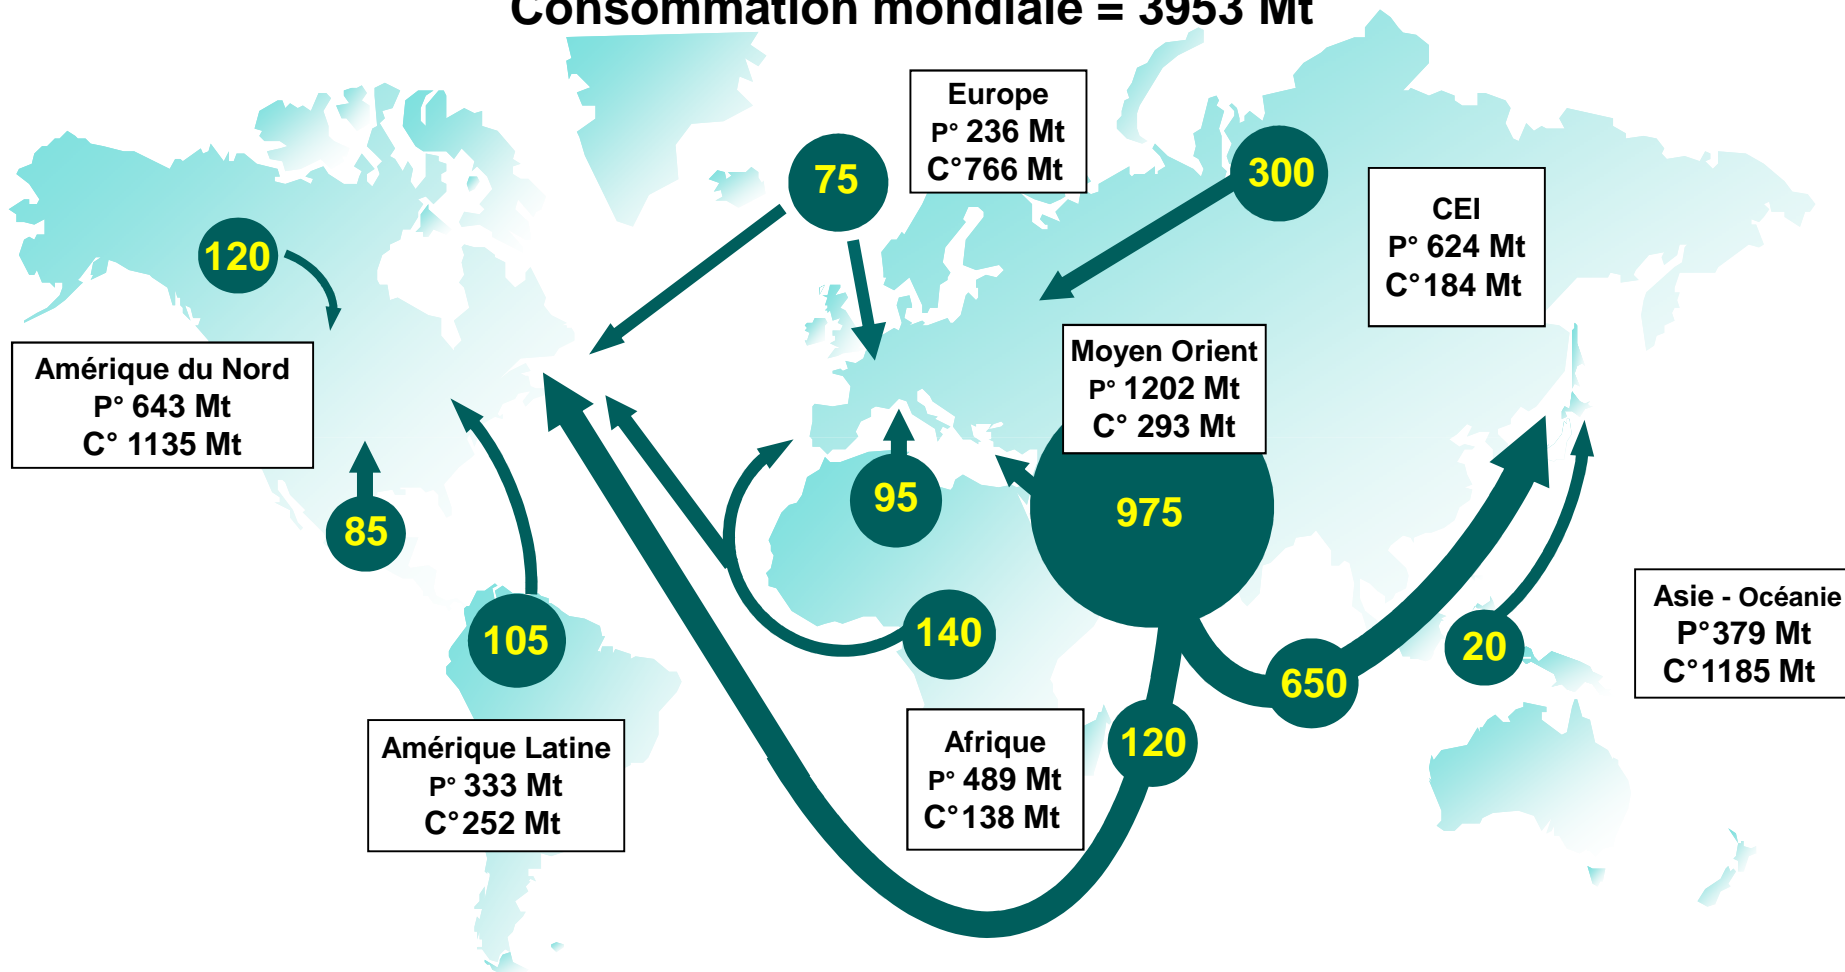 Consommation mondiale = 3953 Mt
Europe
P° 236 Mt
C°766 Mt
75
300
CEI
P° 624 Mt
C°184 Mt
120
Amérique du Nord
P° 643 Mt
C° 1135 Mt
Moyen Orient
P° 1202 Mt
C° 293 Mt
95
975
85
105
140
650
20
Asie - Océanie
P°379 Mt
C°1185 Mt
Amérique Latine
P° 333 Mt
C°252 Mt
Afrique
P° 489 Mt
C°138 Mt
120